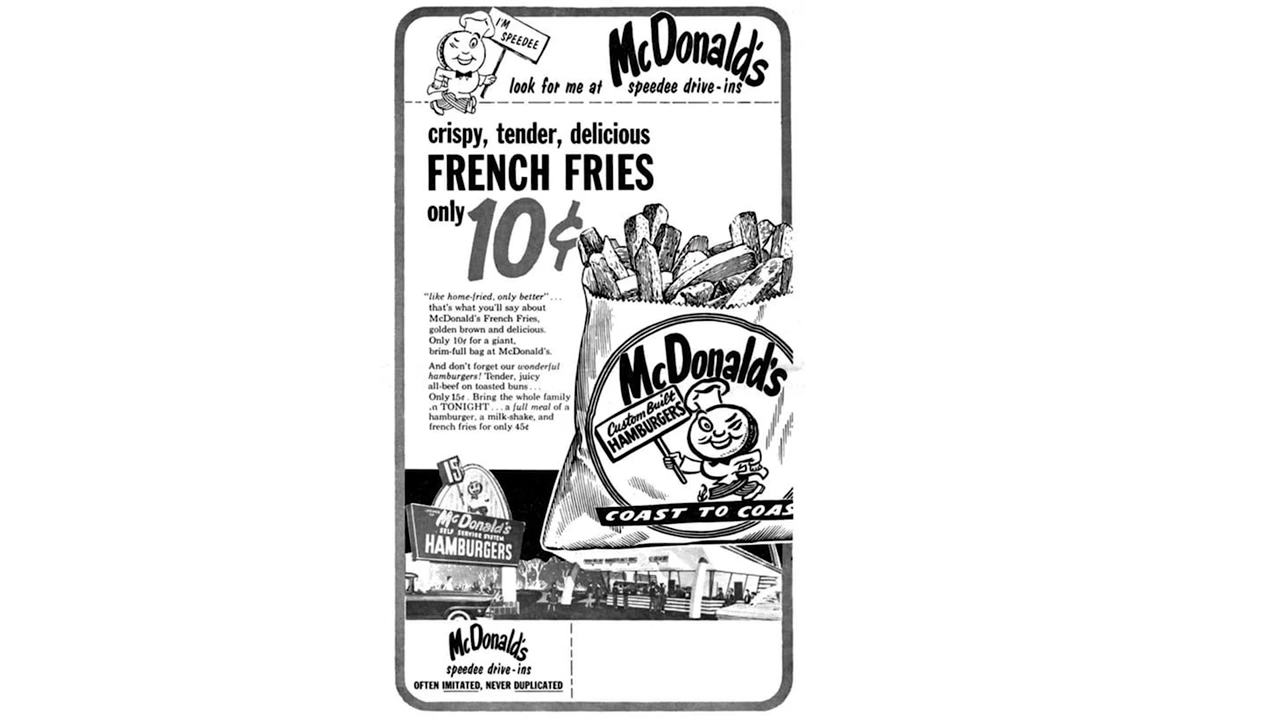 I'M
SPEEDEE
McDonald's
look for me at
speedee drive-ins
crispy, tender, delicious
FRENCH FRIES
only 10¢
"like home-fried, only better"...
that's what you'll say about
McDonald's French Fries,
golden brown and delicious.
Only 10¢ for a giant,
brim-full bag at McDonald's.
And don't forget our wonderful
hamburgers! Tender, juicy
all-beef on toasted buns...
Only 15¢. Bring the whole family
.n TONIGHT...a full meal of a
hamburger, a milk-shake, and
french fries for only 45¢
McDonald's
Custom Built
HAMBURGERS
COAST TO COAS
15
McDonald's
SELF SERVICE SYSTEM
HAMBURGERS
McDonald's
speedee drive-ins
OFTEN IMITATED, NEVER DUPLICATED